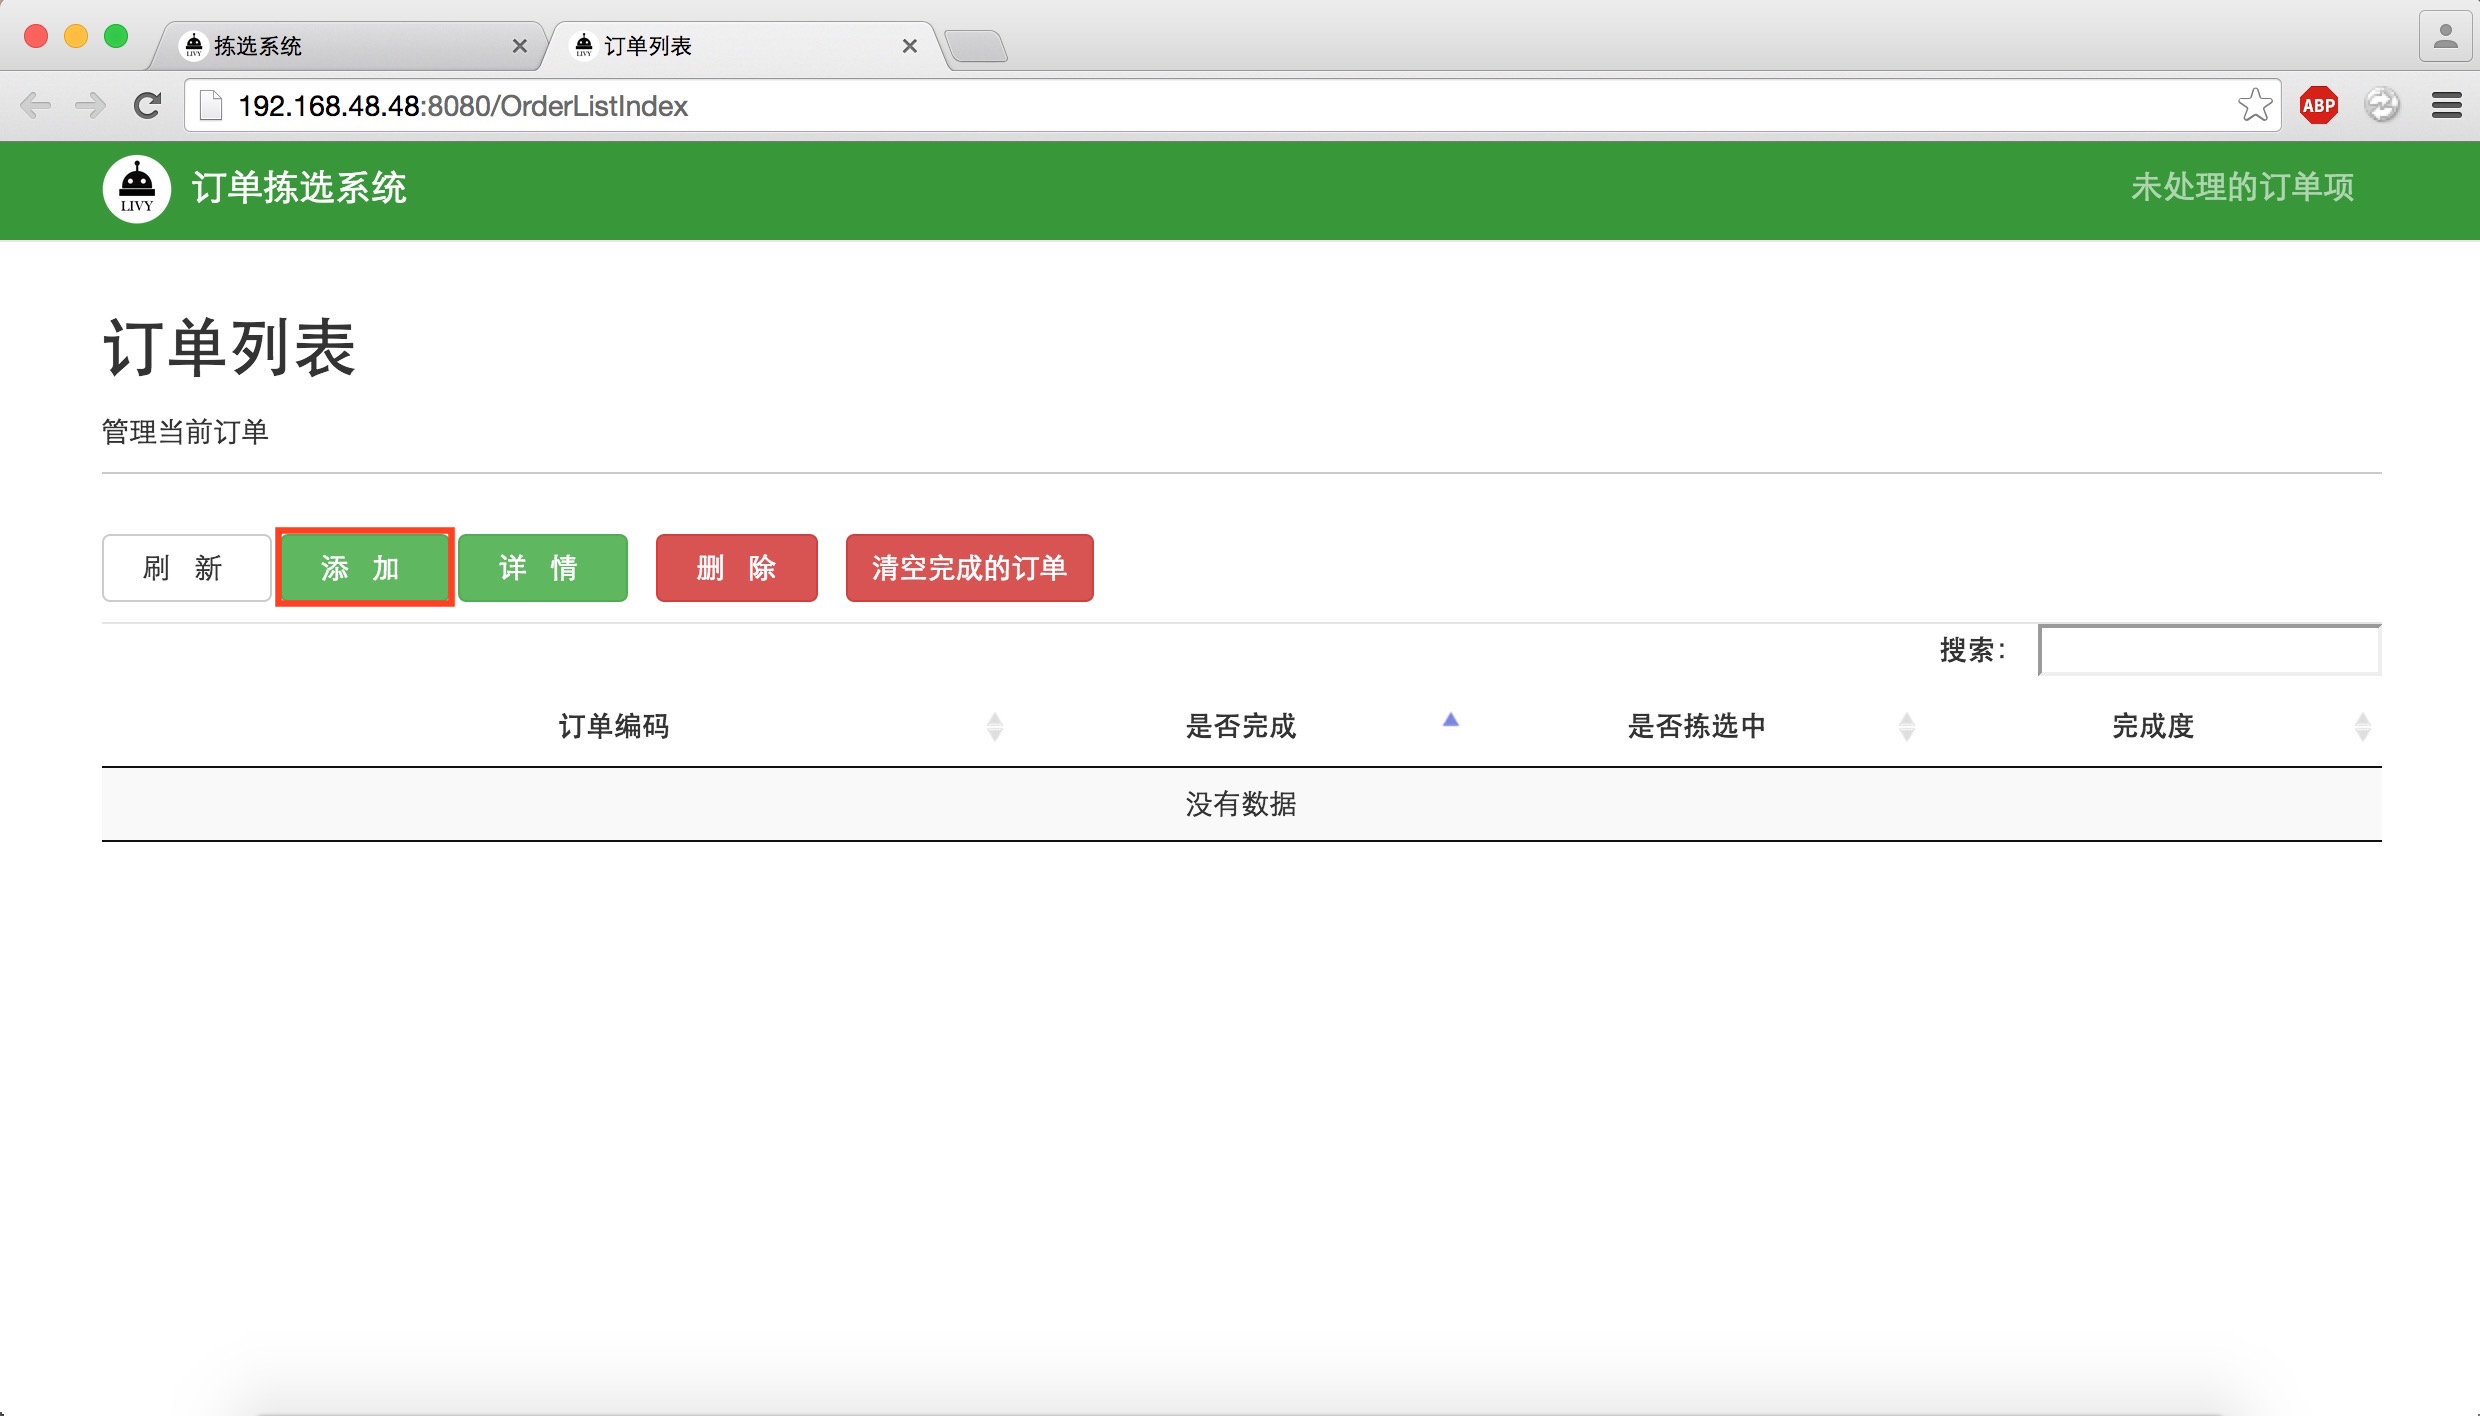 拣选系统
订单列表
192.168.48.48:8080/OrderListIndex
ABP
LIVY
订单拣选系统
未处理的订单项
订单列表
管理当前订单
刷 新
添 加
详 情
删 除
清空完成的订单
搜索：
订单编码
是否完成
是否拣选中
完成度
没有数据